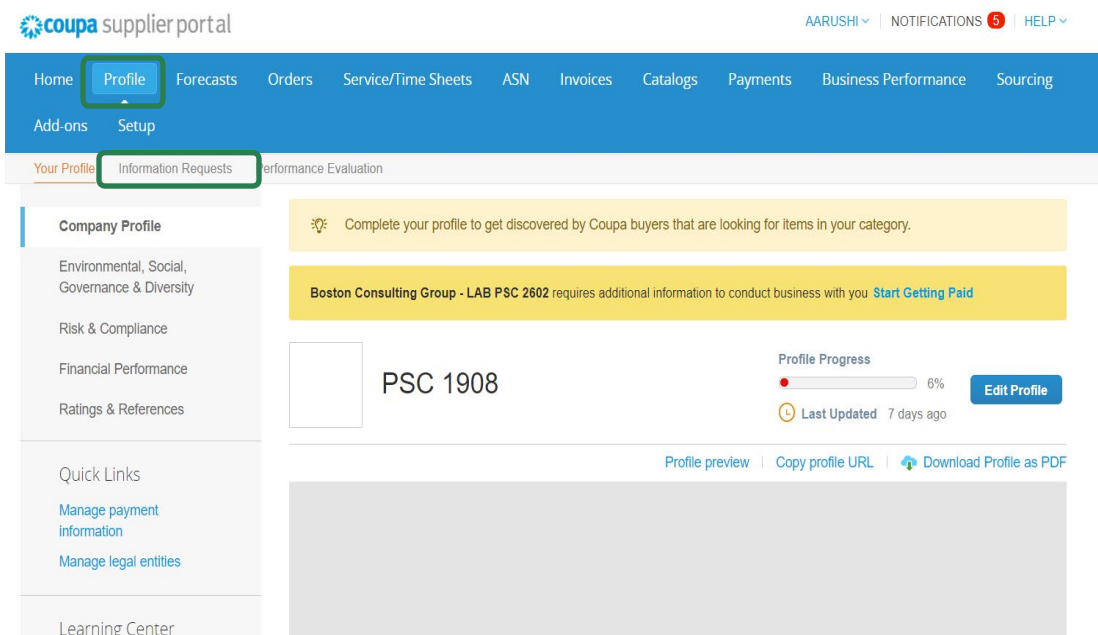 coupa supplier portal
AARUSHI NOTIFICATIONS 5 HELP
Home Profile Forecasts Orders Service/Time Sheets ASN Invoices Catalogs Payments Business Performance Sourcing
Add-ons Setup
Your Profile Information Requests Performance Evaluation
Company Profile
Environmental, Social,
Governance & Diversity
Risk & Compliance
Financial Performance
Ratings & References
Quick Links
Manage payment
information
Manage legal entities
Learning Center
Complete your profile to get discovered by Coupa buyers that are looking for items in your category.
Boston Consulting Group - LAB PSC 2602 requires additional information to conduct business with you Start Getting Paid
PSC 1908
Profile Progress
6%
Last Updated 7 days ago
Edit Profile
Profile preview Copy profile URL Download Profile as PDF